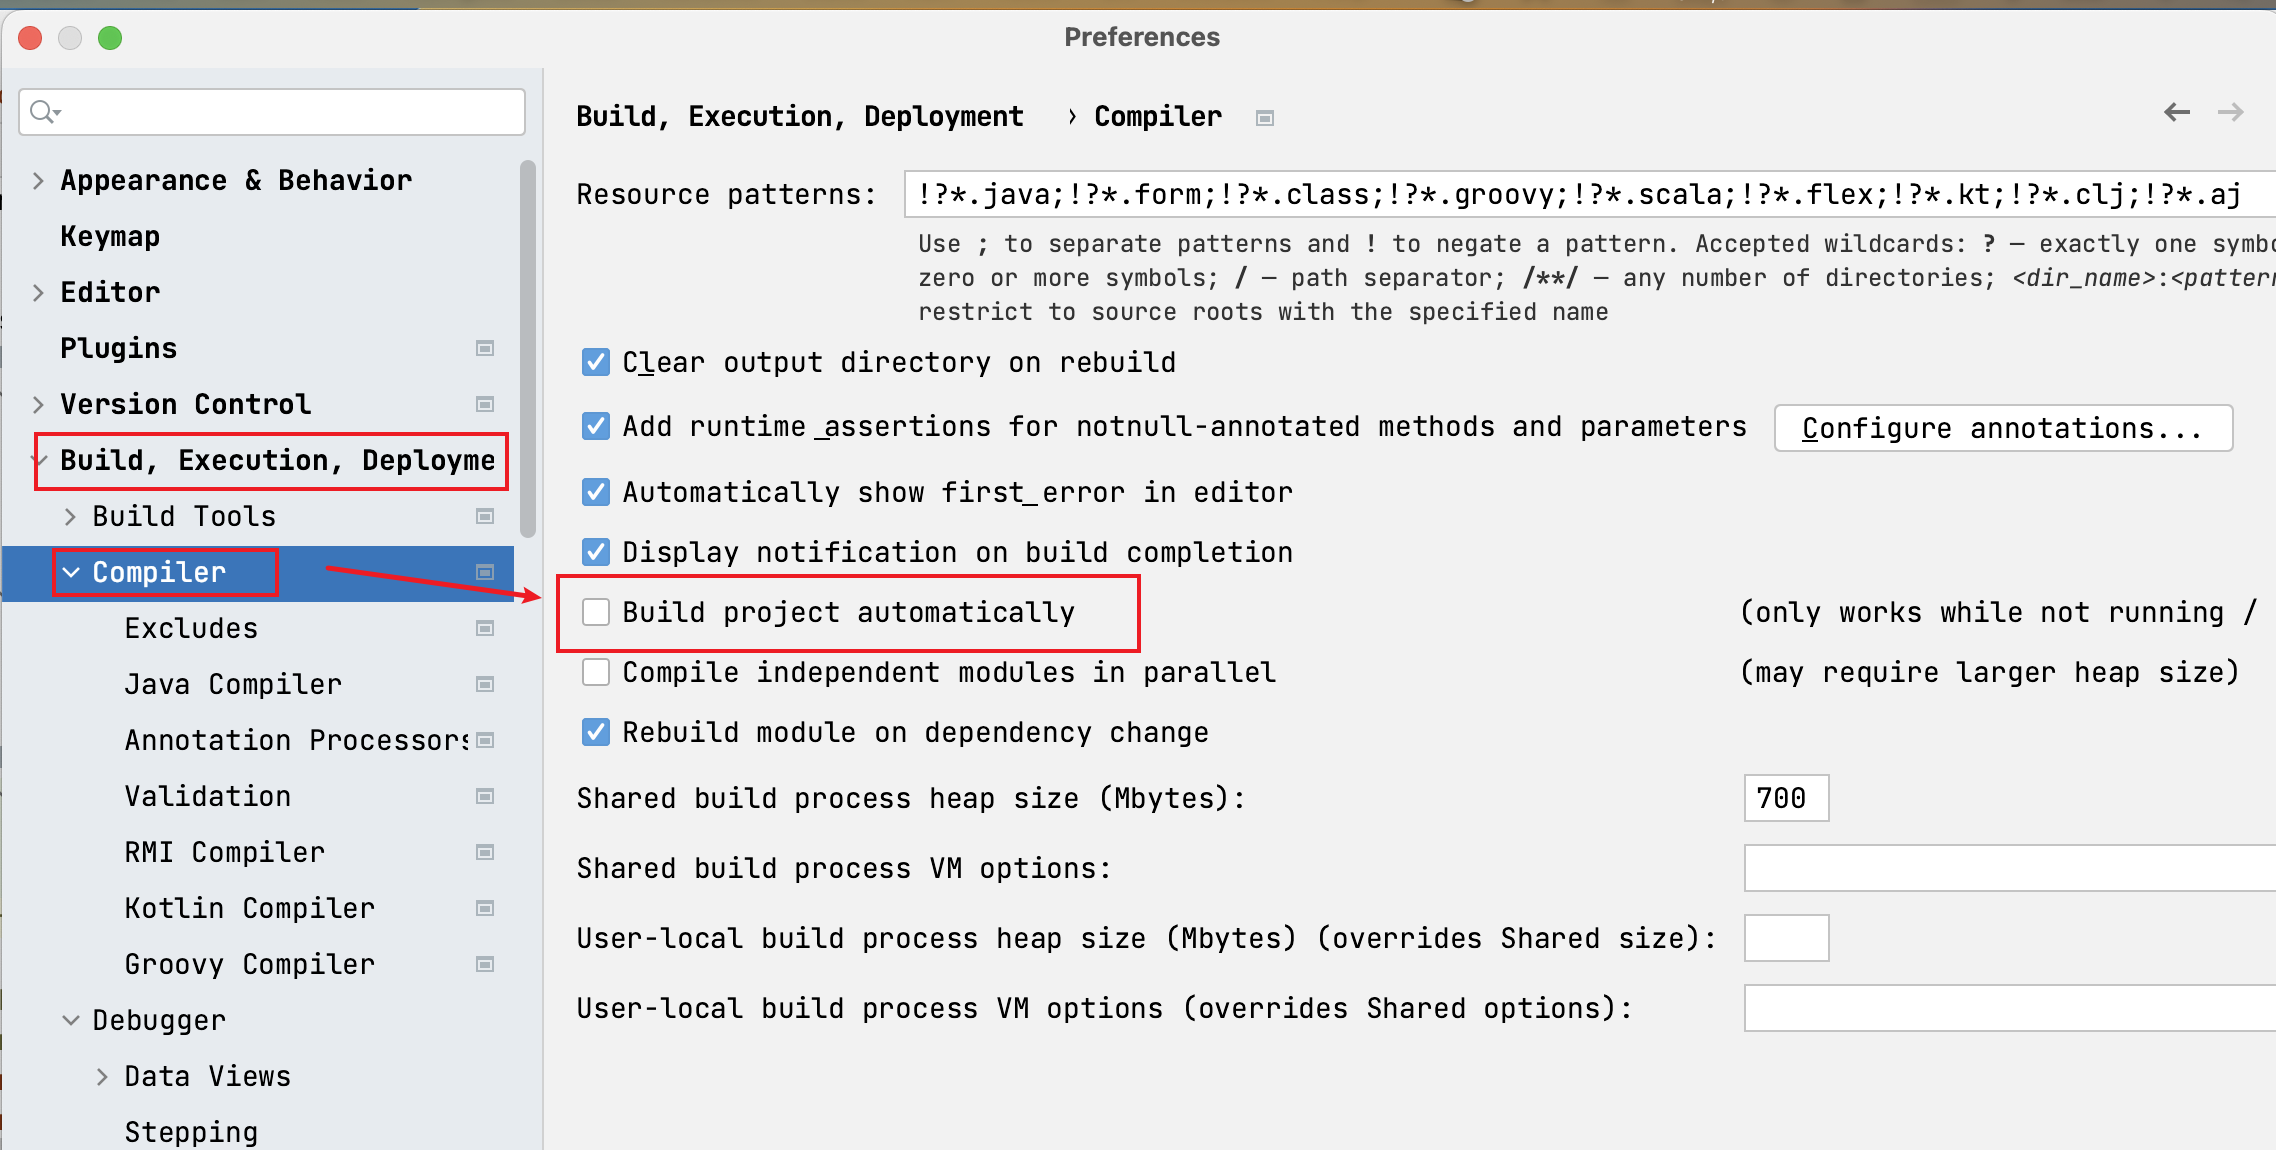 Preferences
Appearance & Behavior
Keymap
Editor
Plugins
Version Control
Build, Execution, Deployme
Build Tools
Compiler
Excludes
Java Compiler
Annotation Processors
Validation
RMI Compiler
Kotlin Compiler
Groovy Compiler
Debugger
Data Views
Stepping
Build, Execution, Deployment › Compiler
Resource patterns: !?*.java;!?*.form;!?*.class;!?*.groovy;!?*.scala;!?*.flex;!?*.kt;!?*.clj;!?*.aj
Use ; to separate patterns and ! to negate a pattern. Accepted wildcards: ? — exactly one symbo
zero or more symbols; / — path separator; /**/ — any number of directories; <dir_name>:<pattern
restrict to source roots with the specified name
Clear output directory on rebuild
Add runtime assertions for notnull-annotated methods and parameters Configure annotations...
Automatically show first error in editor
Display notification on build completion
Build project automatically (only works while not running /
Compile independent modules in parallel (may require larger heap size)
Rebuild module on dependency change
Shared build process heap size (Mbytes): 700
Shared build process VM options:
User-local build process heap size (Mbytes) (overrides Shared size):
User-local build process VM options (overrides Shared options):